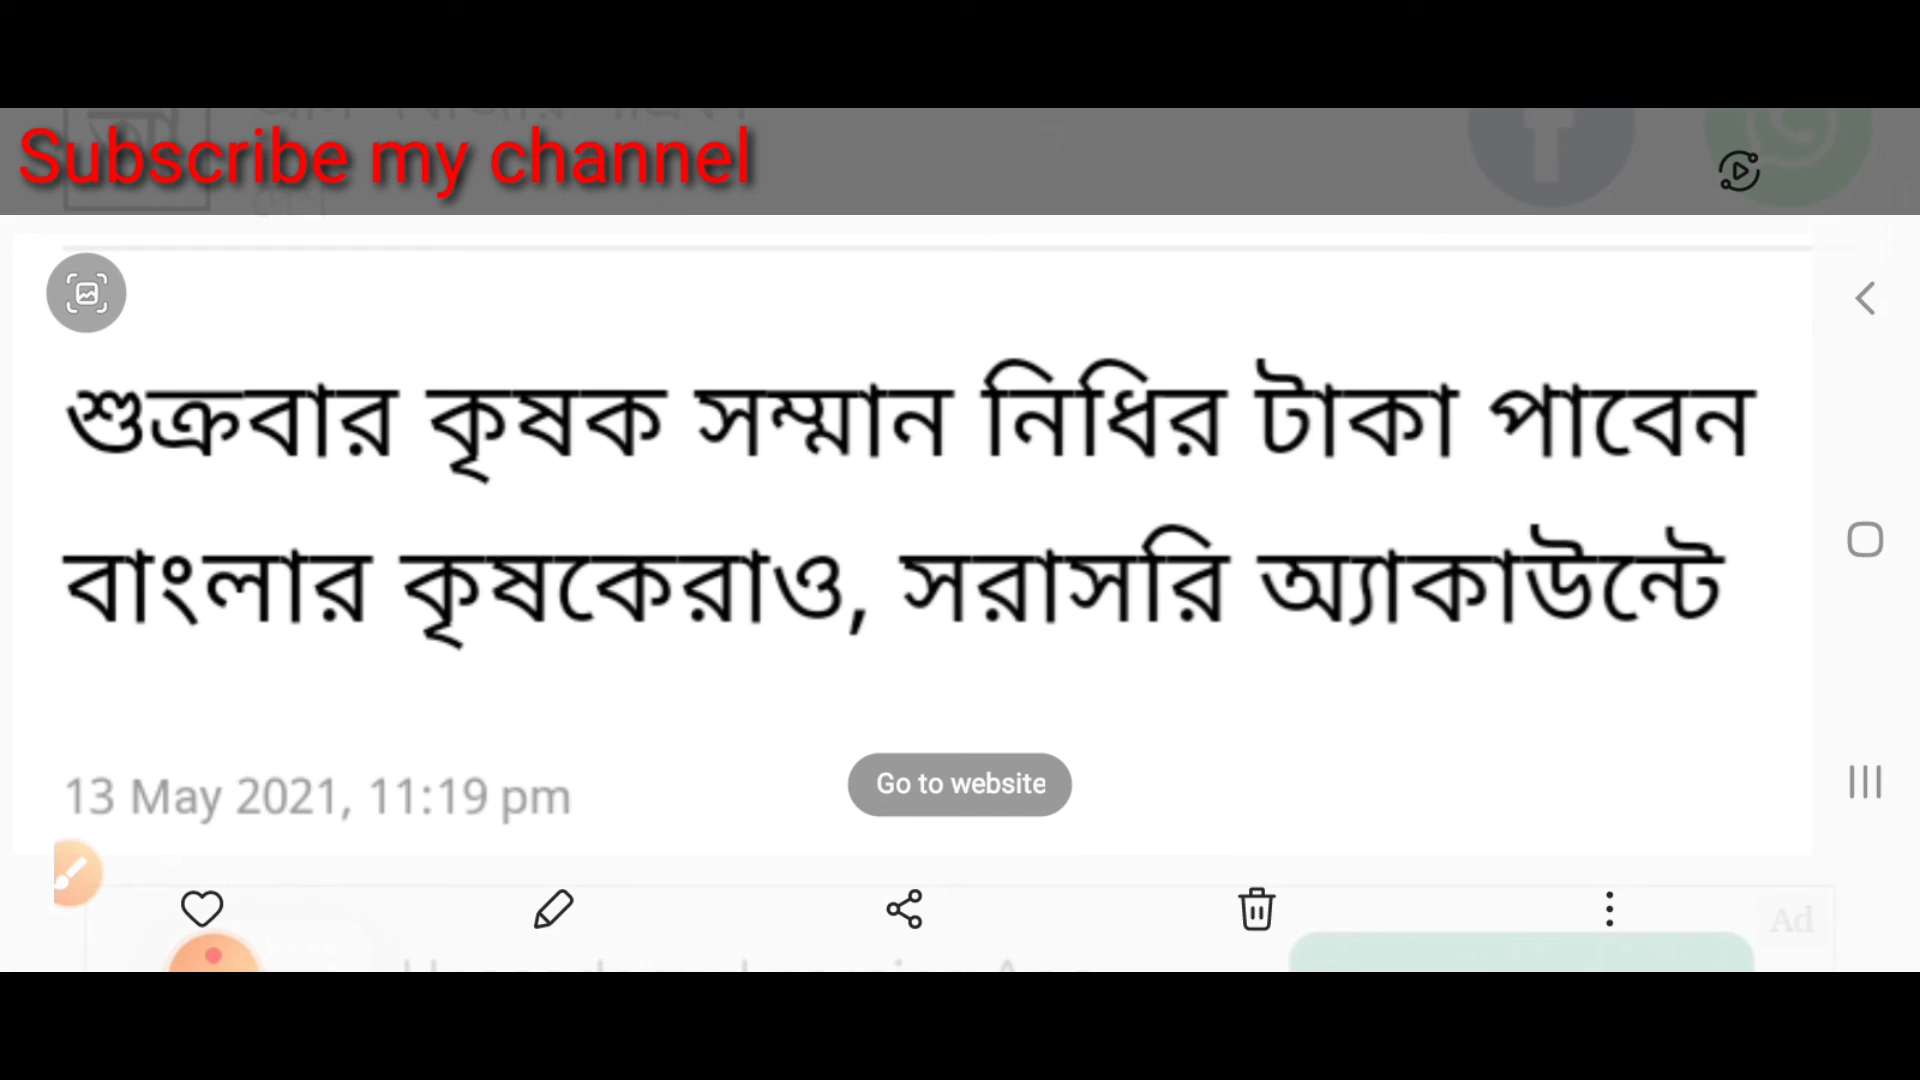 Subscribe my channel
শুক্রবার কৃষক সম্মান নিধির টাকা পাবেন
বাংলার কৃষকেরাও, সরাসরি অ্যাকাউন্টে
13 May 2021, 11:19 pm
Go to website
Ad